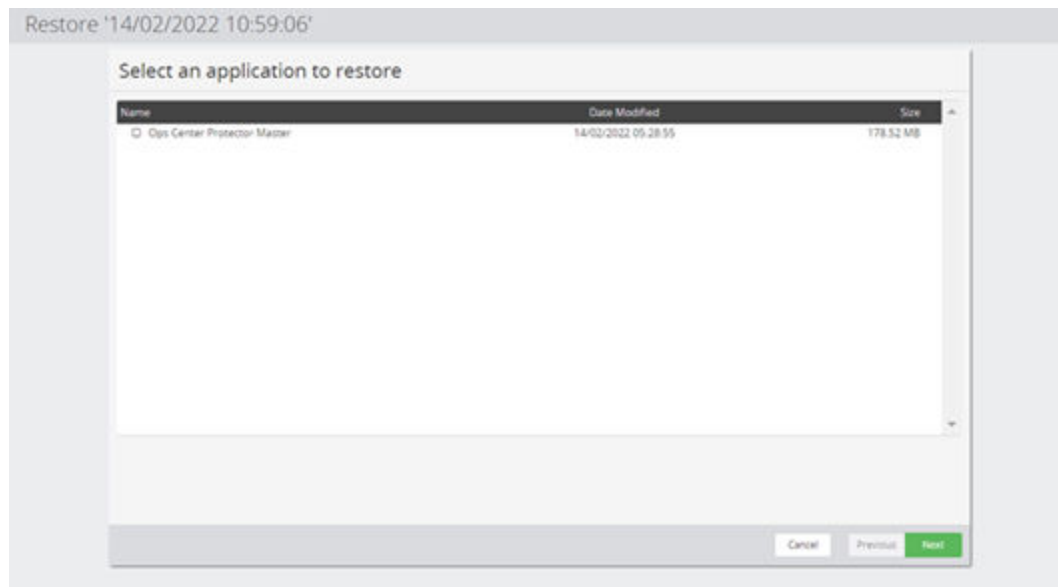 Restore '14/02/2022 10:59:06'
Select an application to restore
Name Date Modified Size
Ops Center Protector Master 14/02/2022 05:28:55 178.52 MB
Cancel Previous Next